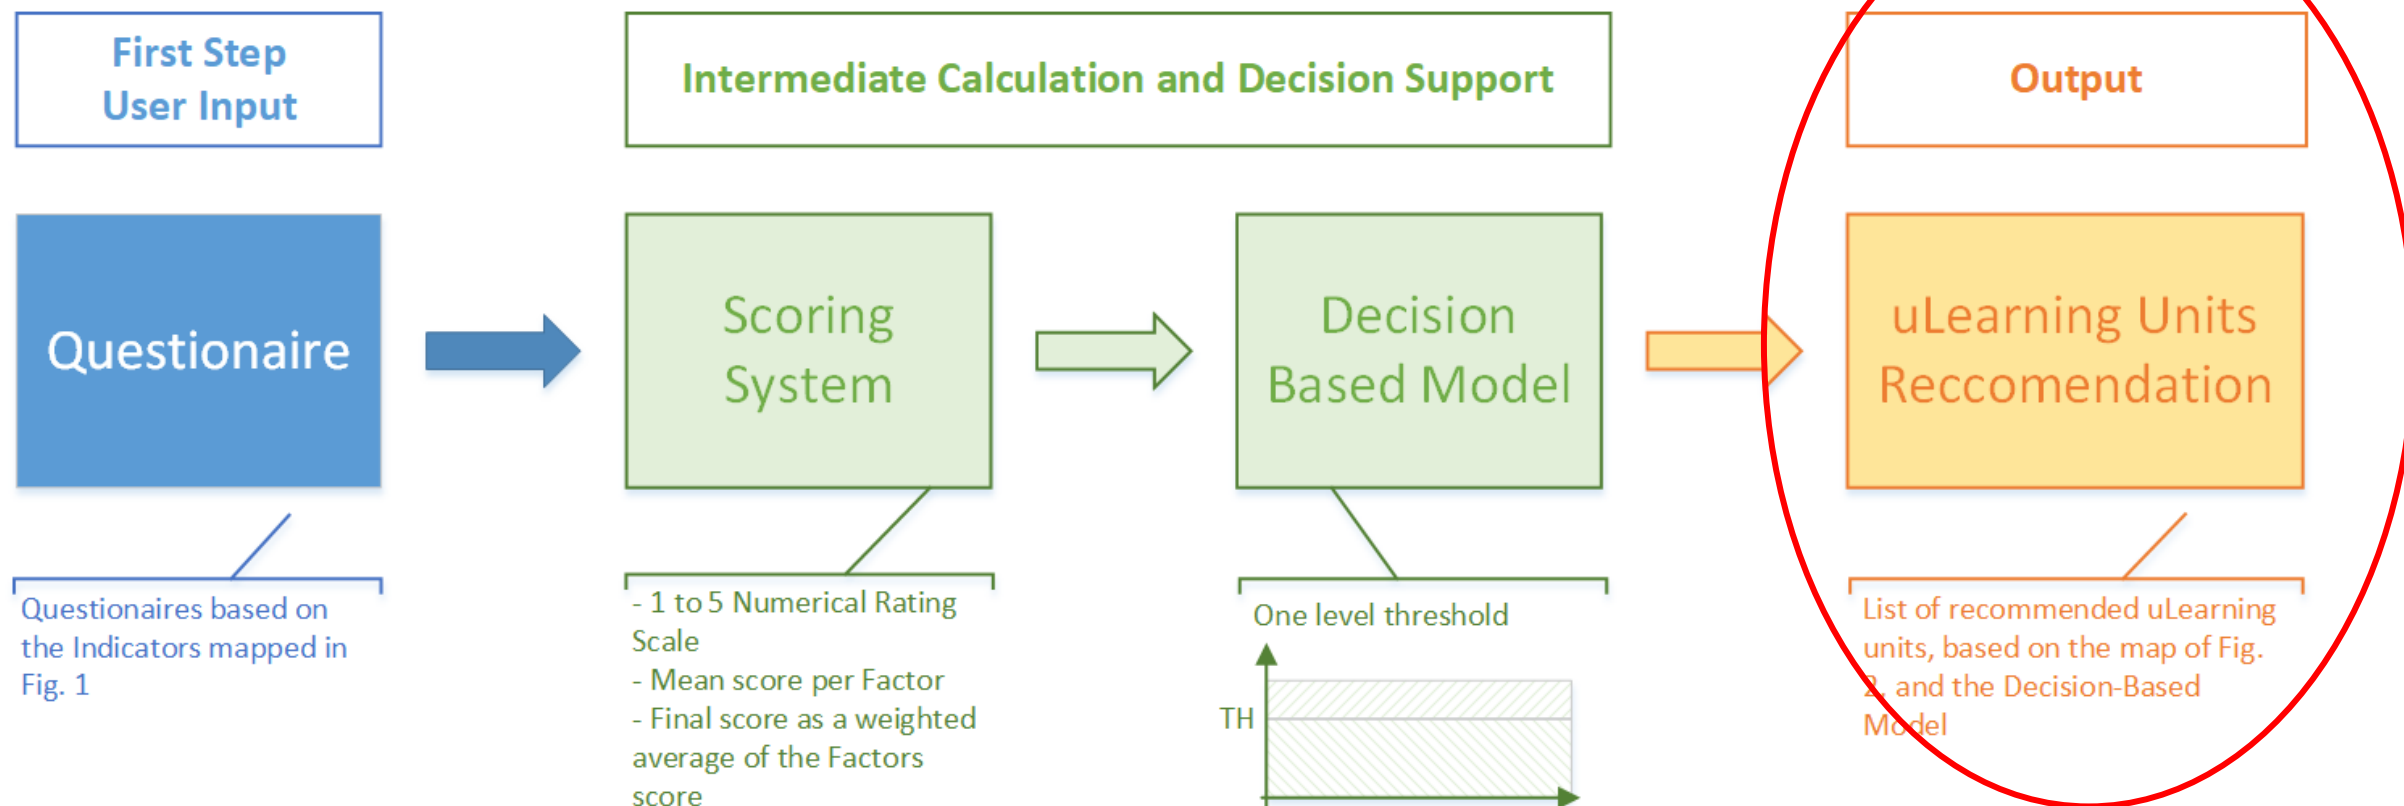 First Step
User Input
Intermediate Calculation and Decision Support
Output
Questionaire
Scoring
System
Decision
Based Model
uLearning Units
Reccomendation
Questionaires based on
the Indicators mapped in
Fig. 1
- 1 to 5 Numerical Rating
Scale
- Mean score per Factor
- Final score as a weighted
average of the Factors
score
One level threshold
TH
List of recommended uLearning
units, based on the map of Fig.
2, and the Decision-Based
Model